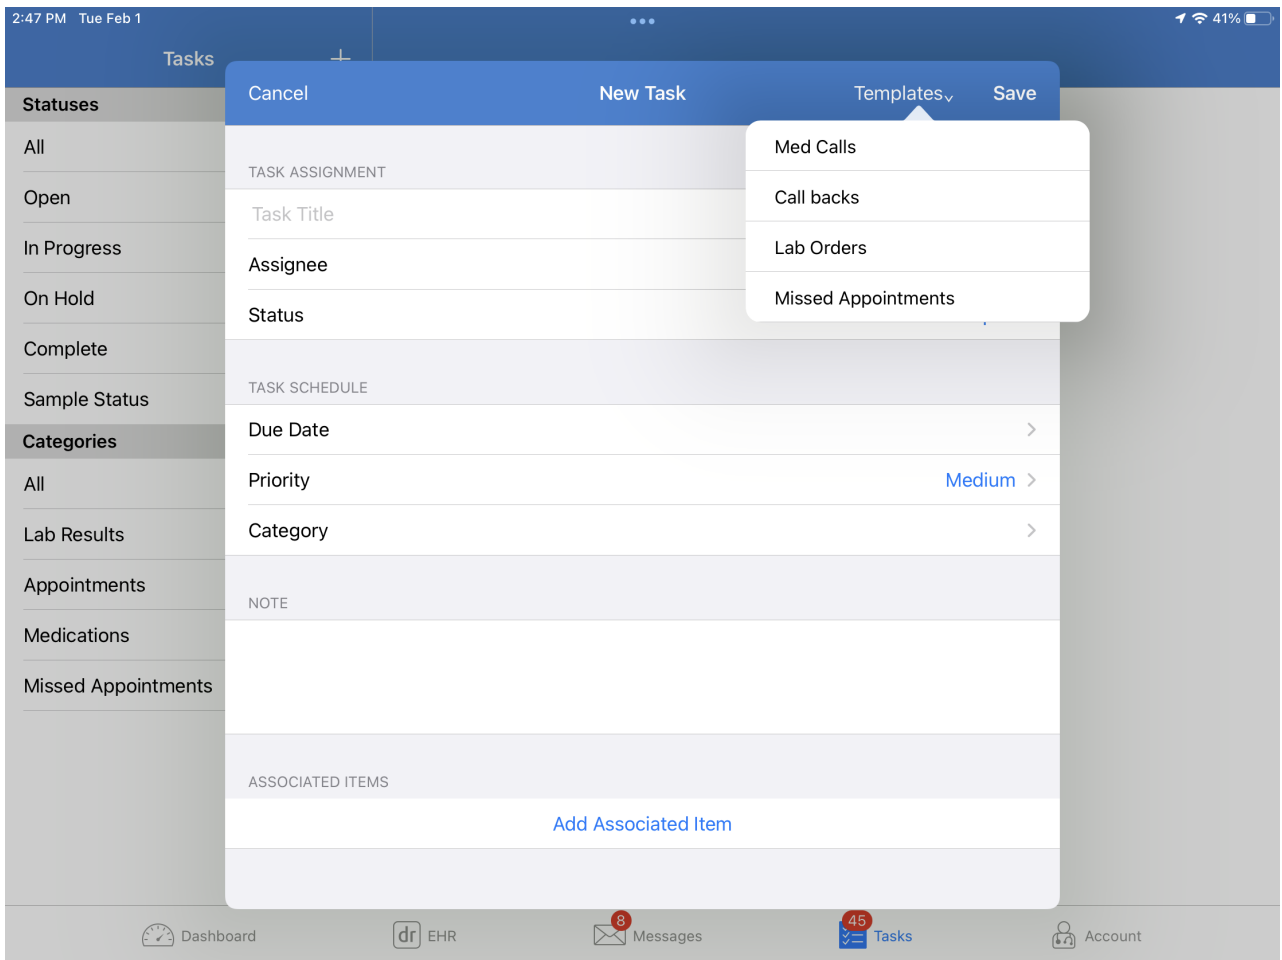 2:47 PM Tue Feb 1
41%
Tasks
Cancel
New Task
Templates
Save
Statuses
All
Open
In Progress
On Hold
Complete
Sample Status
Categories
All
Lab Results
Appointments
Medications
Missed Appointments
TASK ASSIGNMENT
Task Title
Assignee
Status
Med Calls
Call backs
Lab Orders
Missed Appointments
TASK SCHEDULE
Due Date
Priority Medium
Category
NOTE
ASSOCIATED ITEMS
Add Associated Item
Dashboard
dr EHR
8 Messages
45 Tasks
Account